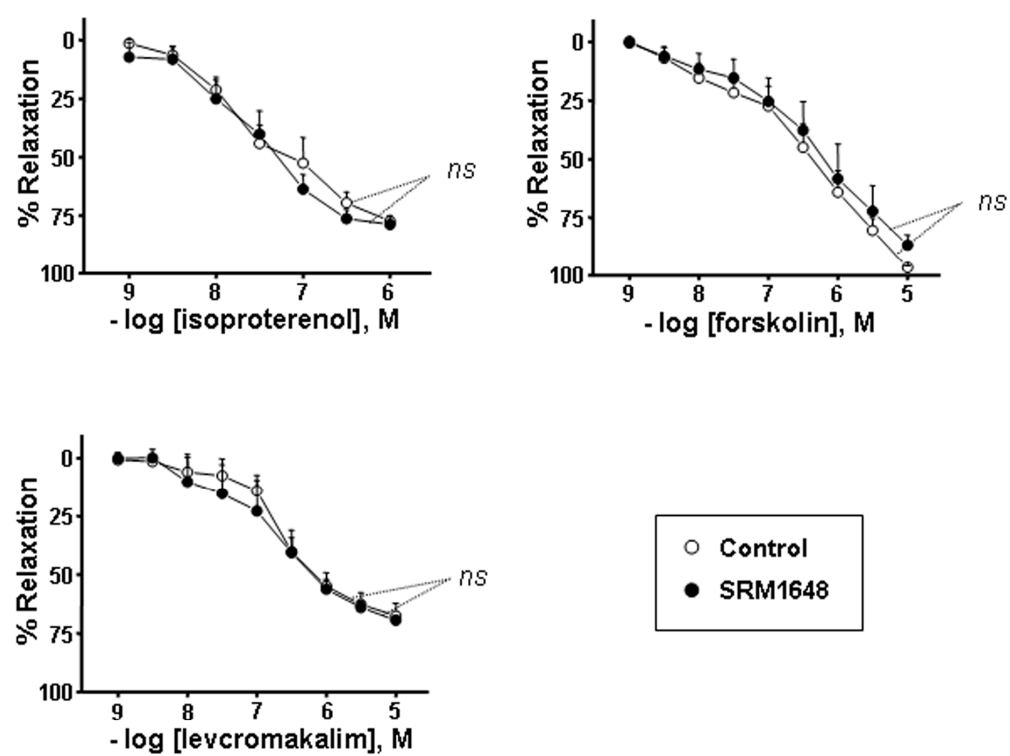 0
25
50
75
100
% Relaxation
ns
9 8 7 6
- log [isoproterenol], M
0
25
50
75
100
% Relaxation
ns
9 8 7 6 5
- log [forskolin], M
0
25
50
75
100
% Relaxation
ns
9 8 7 6 5
- log [levcromakalim], M
Control
SRM1648